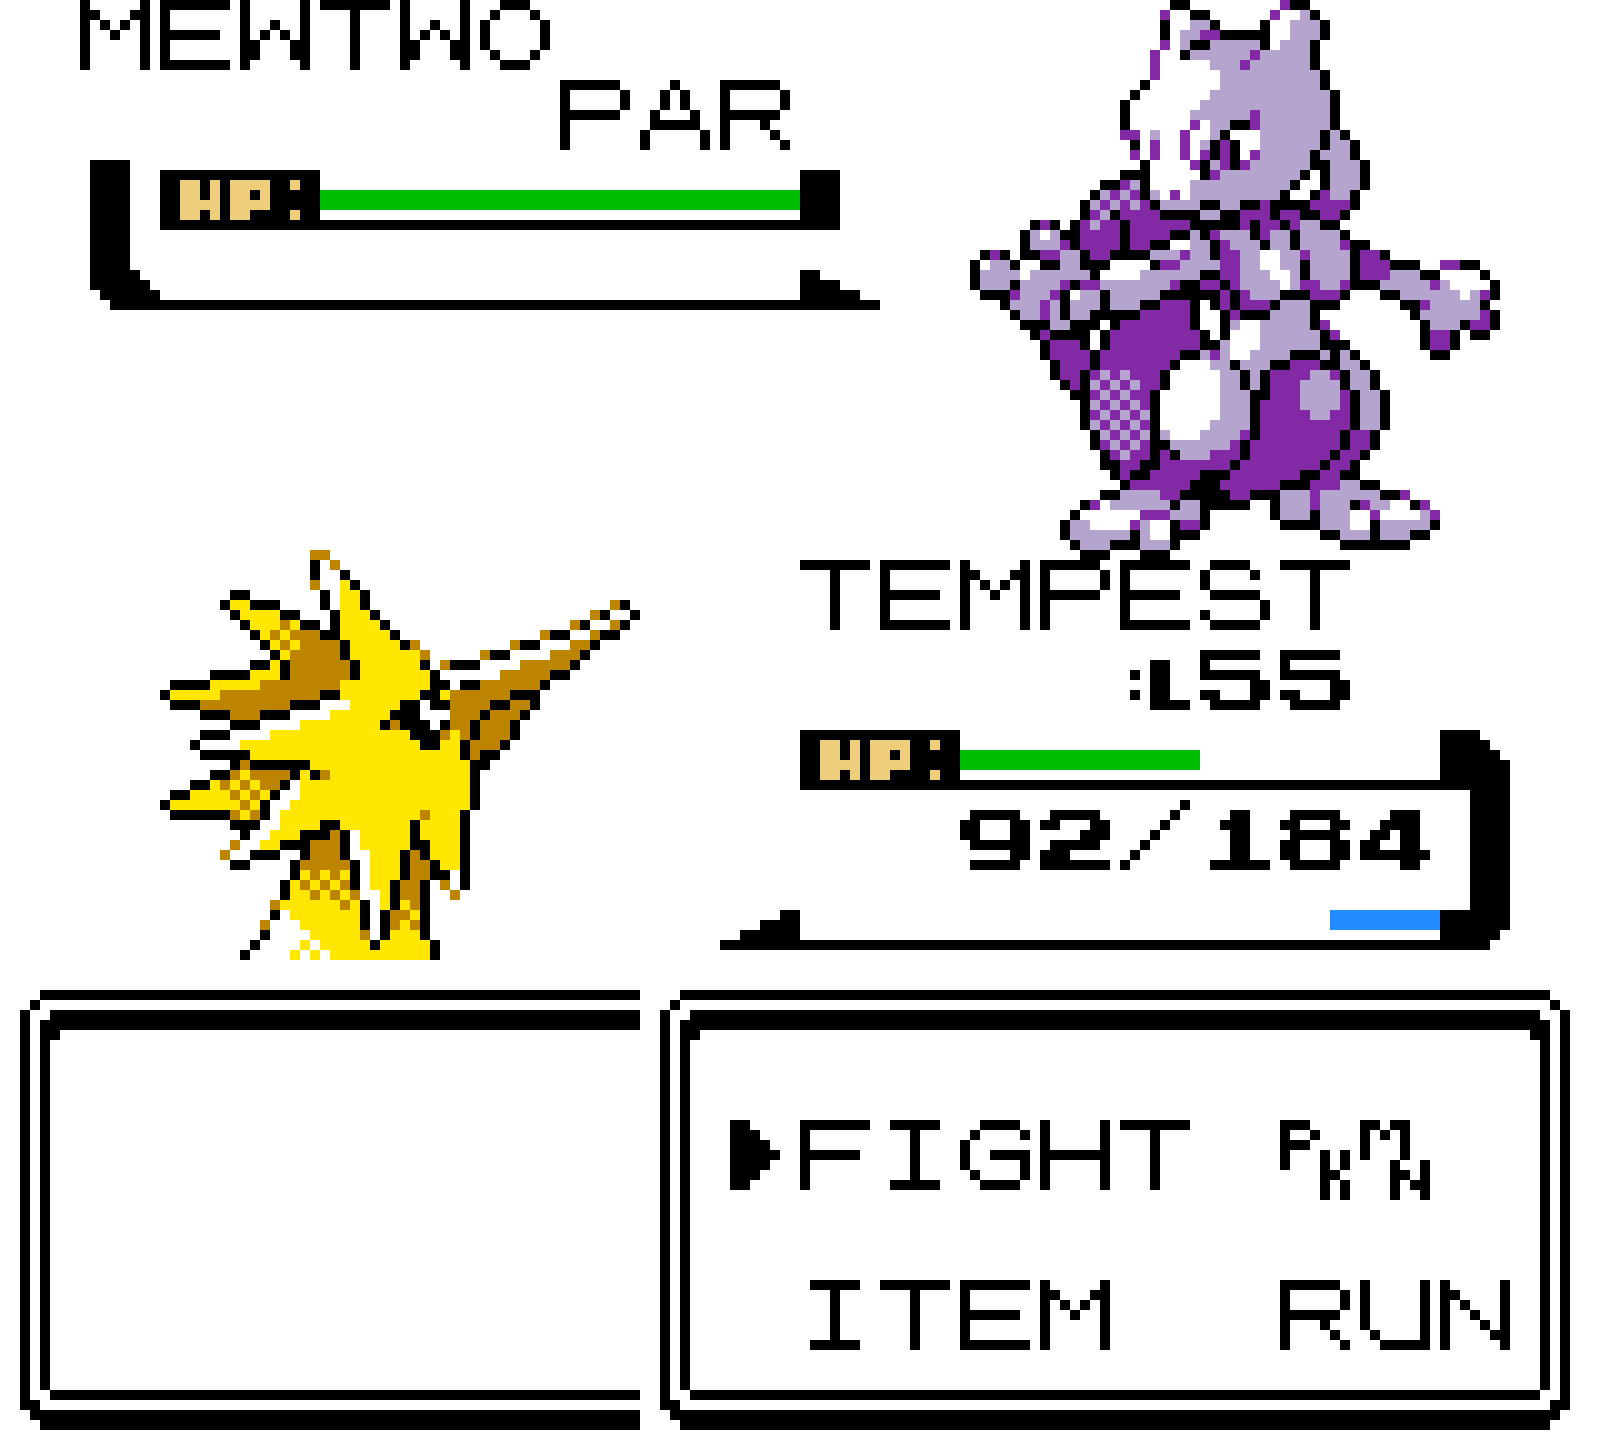 MEWTWO
PAR
HP:
TEMPEST
:L55
HP:
92/184
▶FIGHT PKMN
ITEM RUN